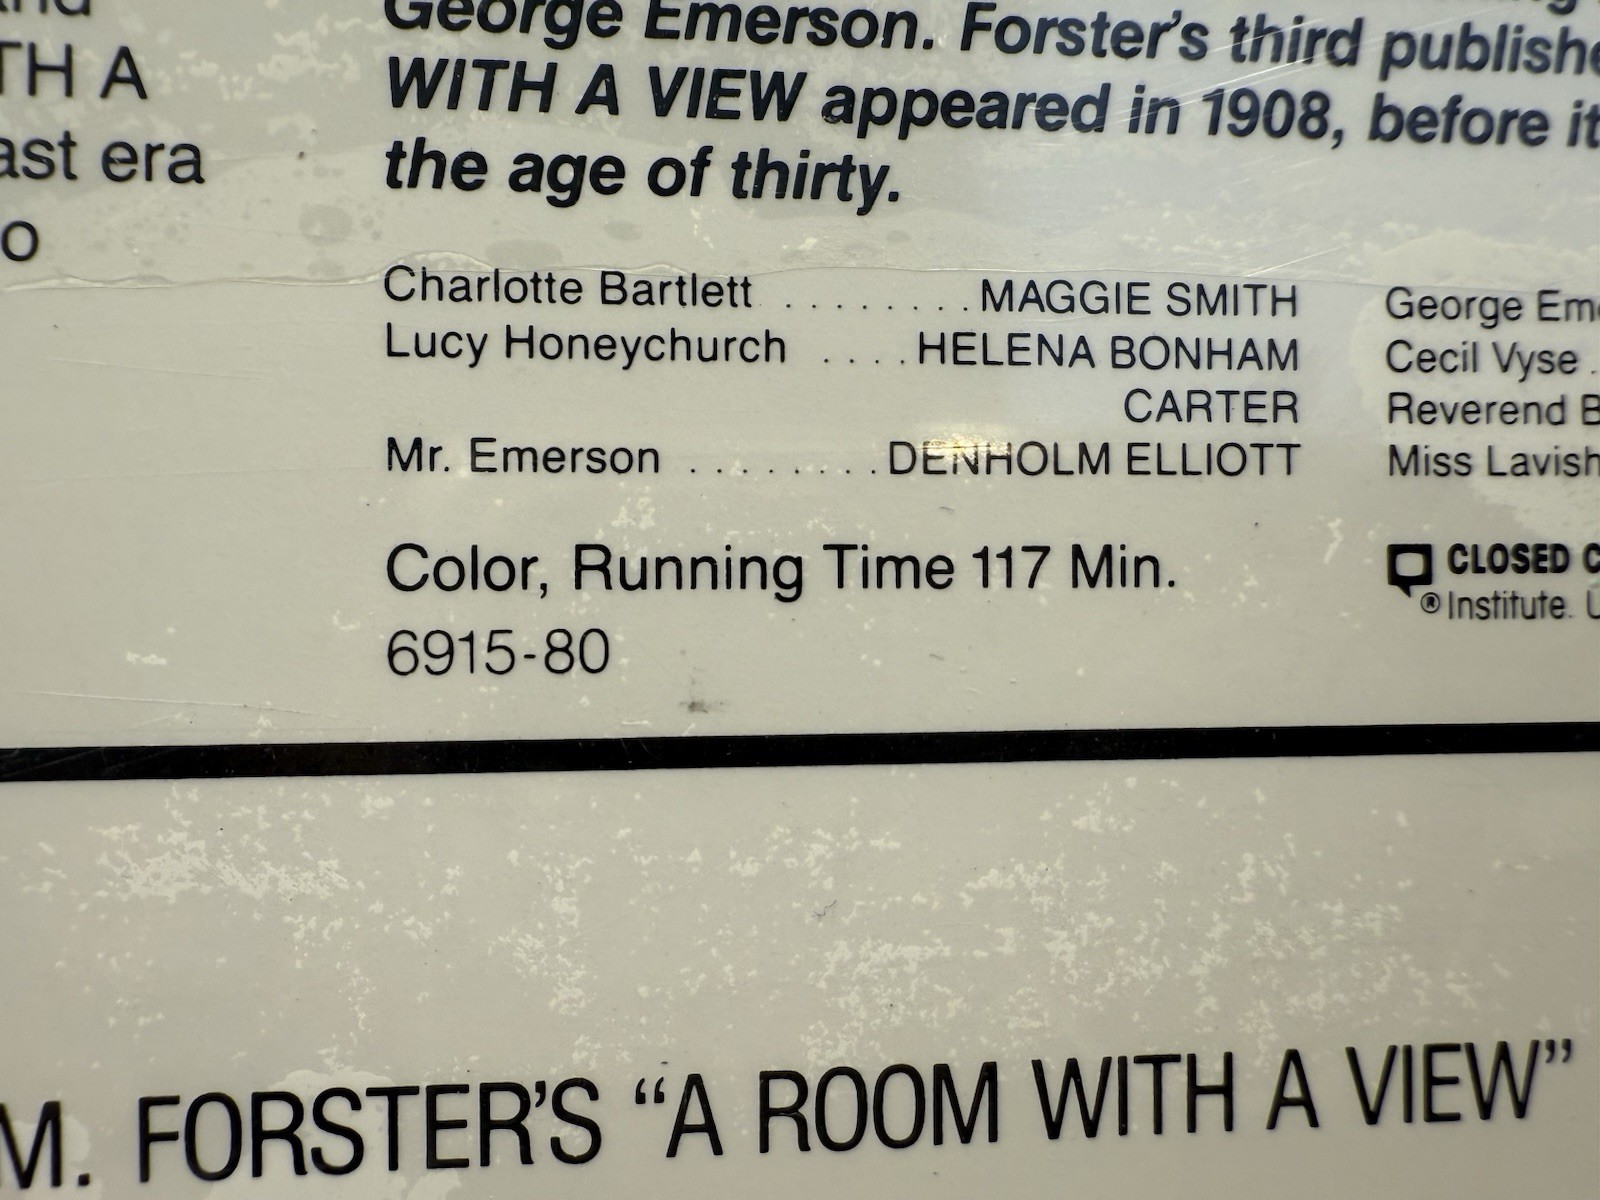 TH A
ast era
o
George Emerson. Forster's third publishe
WITH A VIEW appeared in 1908, before it
the age of thirty.
Charlotte Bartlett ........ MAGGIE SMITH
Lucy Honeychurch .... HELENA BONHAM
CARTER
Mr. Emerson ........ DENHOLM ELLIOTT
George Eme
Cecil Vyse .
Reverend B
Miss Lavish
Color, Running Time 117 Min.
6915-80
CLOSED C
® Institute. U
M. FORSTER'S “A ROOM WITH A VIEW”